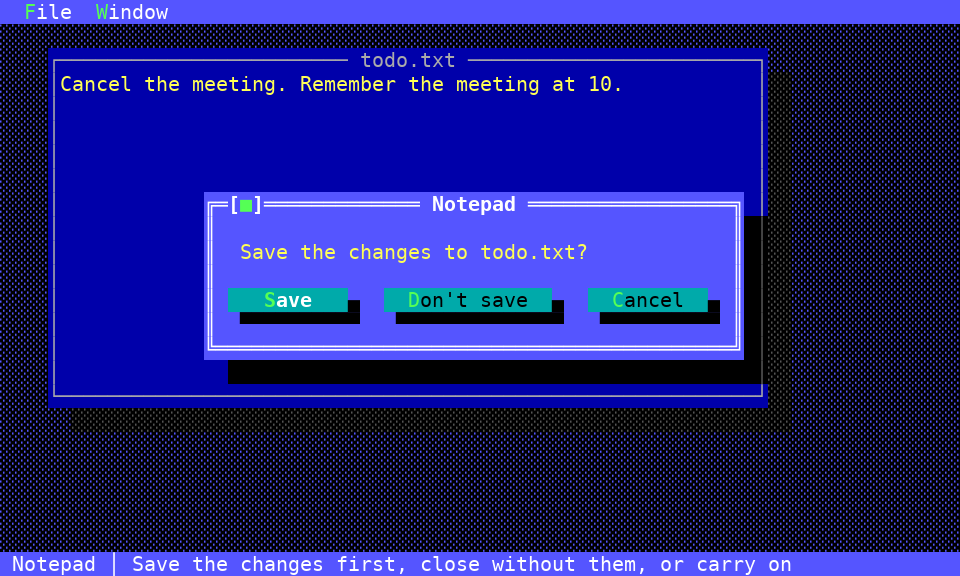 File  Window
todo.txt
Cancel the meeting. Remember the meeting at 10.
[■] Notepad
Save the changes to todo.txt?
Save  Don't save  Cancel
Notepad │ Save the changes first, close without them, or carry on